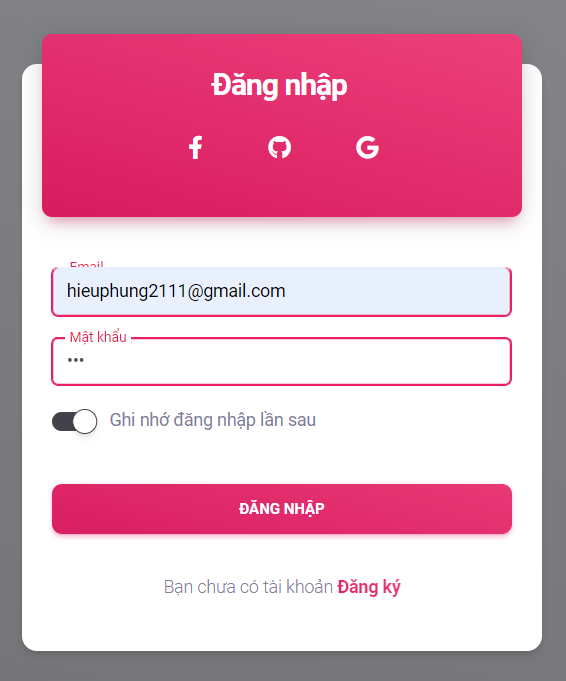 Đăng nhập
Email
hieuphung2111@gmail.com
Mật khẩu
•••
Ghi nhớ đăng nhập lần sau
ĐĂNG NHẬP
Bạn chưa có tài khoản Đăng ký